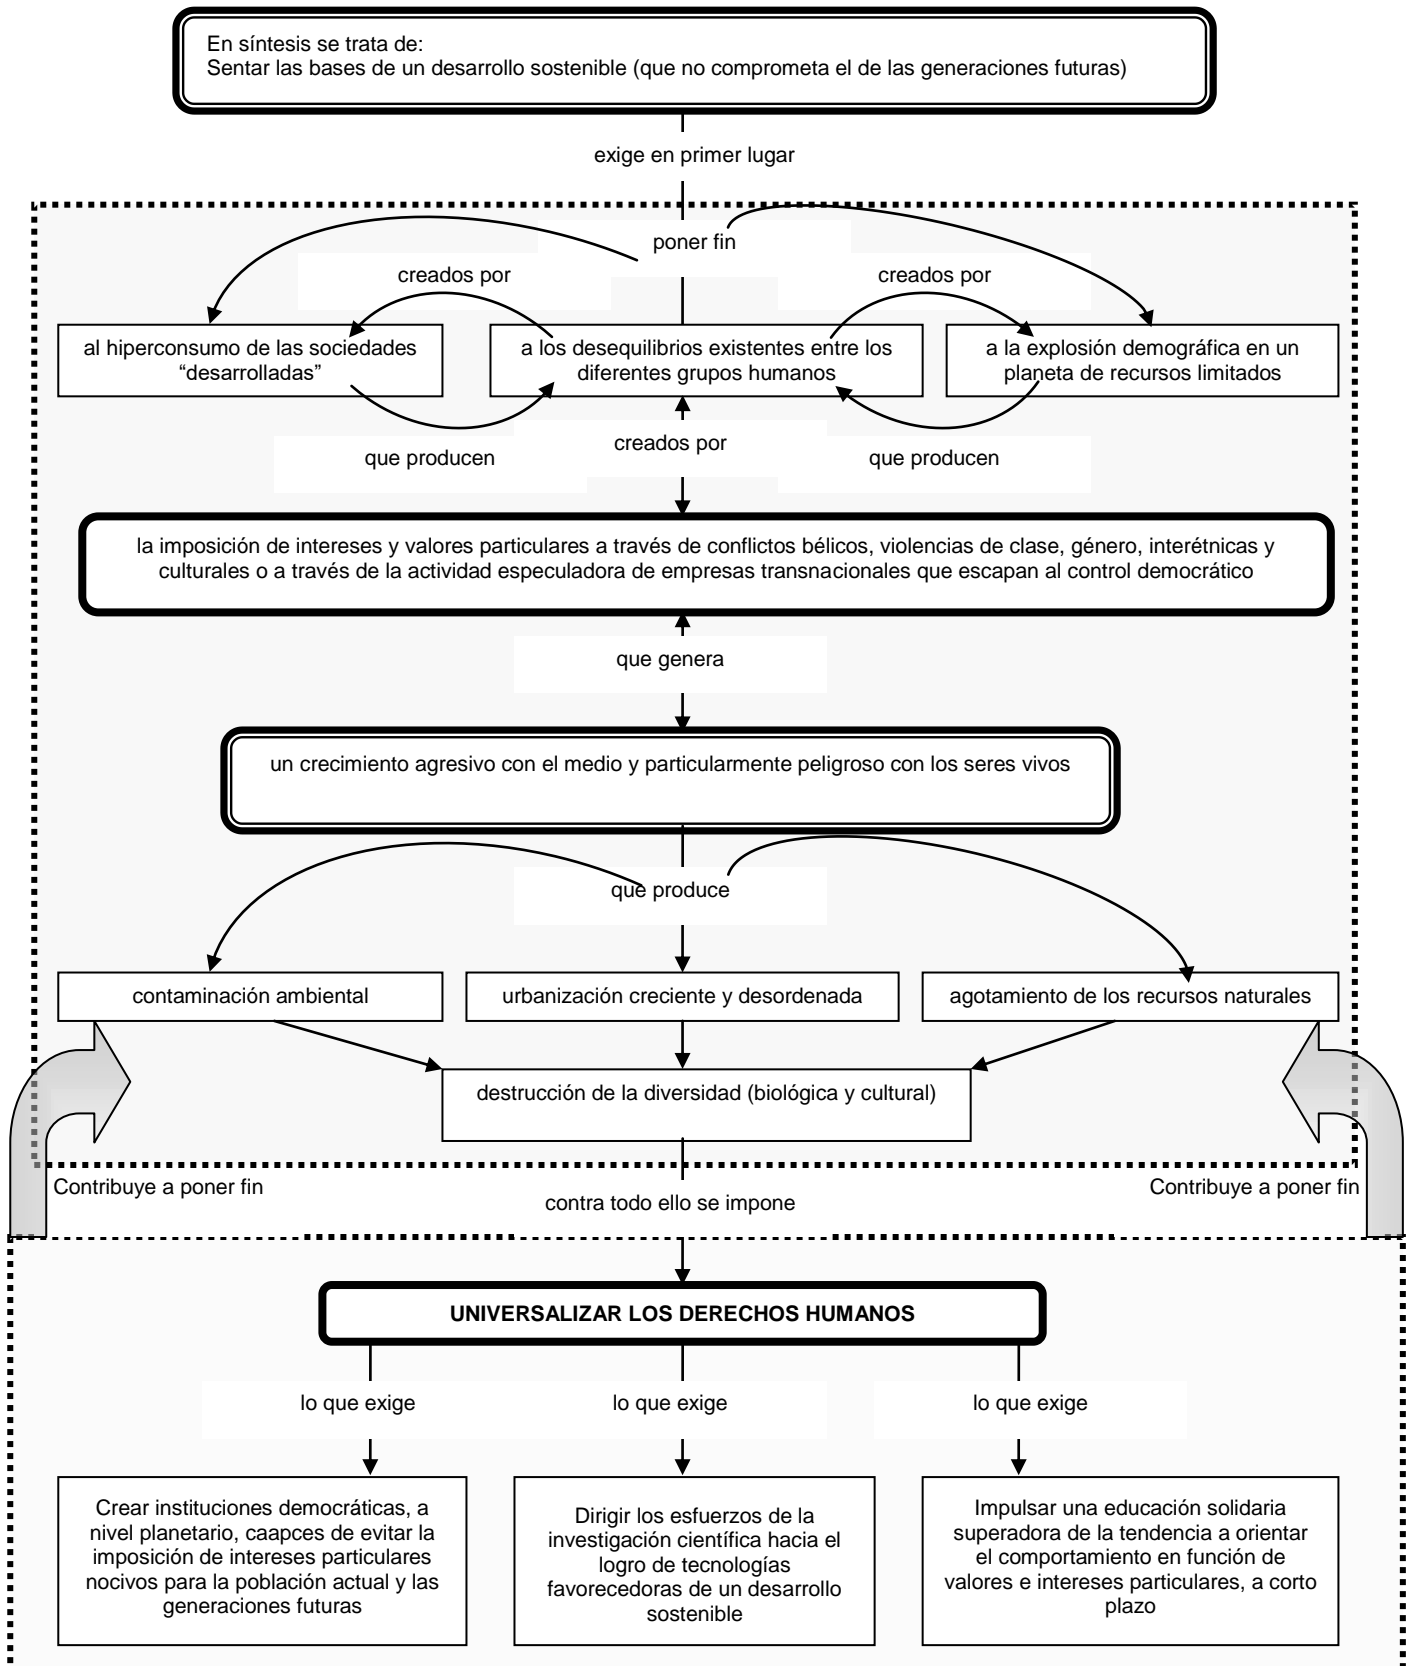 En síntesis se trata de:
Sentar las bases de un desarrollo sostenible (que no comprometa el de las generaciones futuras)
exige en primer lugar
poner fin
creados por
creados por
al hiperconsumo de las sociedades
“desarrolladas”
a los desequilibrios existentes entre los
diferentes grupos humanos
a la explosión demográfica en un
planeta de recursos limitados
que producen
creados por
que producen
la imposición de intereses y valores particulares a través de conflictos bélicos, violencias de clase, género, interétnicas y
culturales o a través de la actividad especuladora de empresas transnacionales que escapan al control democrático
que genera
un crecimiento agresivo con el medio y particularmente peligroso con los seres vivos
que produce
contaminación ambiental
urbanización creciente y desordenada
agotamiento de los recursos naturales
destrucción de la diversidad (biológica y cultural)
Contribuye a poner fin
contra todo ello se impone
Contribuye a poner fin
UNIVERSALIZAR LOS DERECHOS HUMANOS
lo que exige
lo que exige
lo que exige
Crear instituciones democráticas, a
nivel planetario, caapces de evitar la
imposición de intereses particulares
nocivos para la población actual y las
generaciones futuras
Dirigir los esfuerzos de la
investigación científica hacia el
logro de tecnologías
favorecedoras de un desarrollo
sostenible
Impulsar una educación solidaria
superadora de la tendencia a orientar
el comportamiento en función de
valores e intereses particulares, a corto
plazo